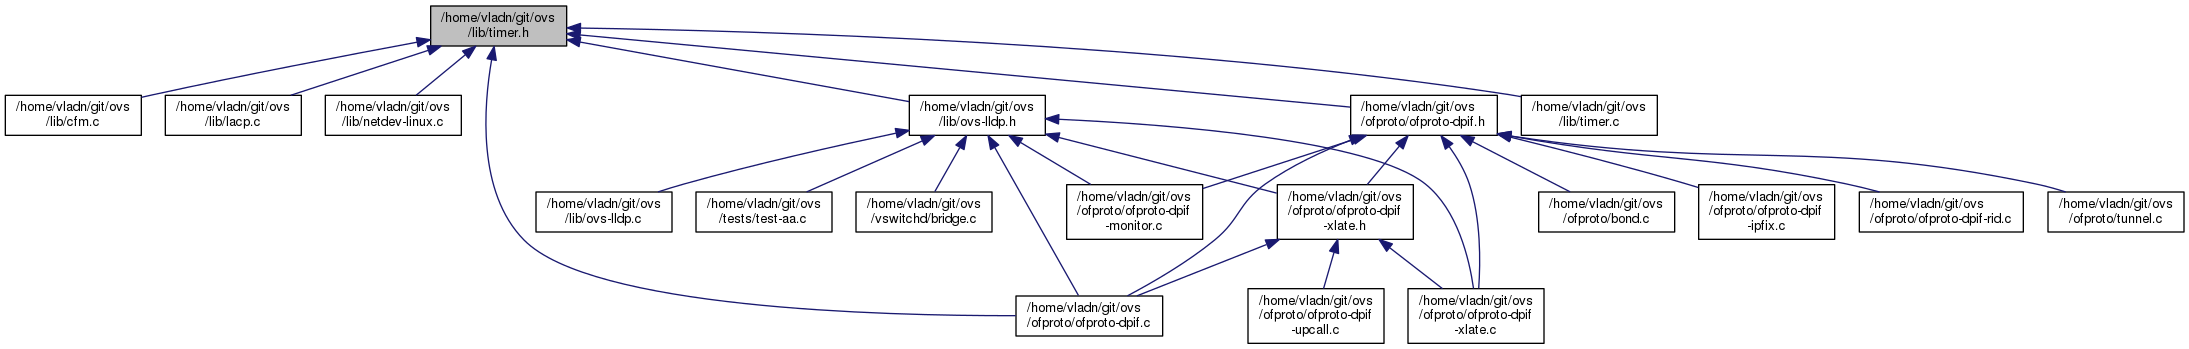 /home/vladn/git/ovs
/lib/timer.h
/home/vladn/git/ovs
/lib/cfm.c
/home/vladn/git/ovs
/lib/lacp.c
/home/vladn/git/ovs
/lib/netdev-linux.c
/home/vladn/git/ovs
/lib/ovs-lldp.h
/home/vladn/git/ovs
/ofproto/ofproto-dpif.h
/home/vladn/git/ovs
/lib/timer.c
/home/vladn/git/ovs
/lib/ovs-lldp.c
/home/vladn/git/ovs
/tests/test-aa.c
/home/vladn/git/ovs
/vswitchd/bridge.c
/home/vladn/git/ovs
/ofproto/ofproto-dpif
-monitor.c
/home/vladn/git/ovs
/ofproto/ofproto-dpif
-xlate.h
/home/vladn/git/ovs
/ofproto/bond.c
/home/vladn/git/ovs
/ofproto/ofproto-dpif
-ipfix.c
/home/vladn/git/ovs
/ofproto/ofproto-dpif-rid.c
/home/vladn/git/ovs
/ofproto/tunnel.c
/home/vladn/git/ovs
/ofproto/ofproto-dpif.c
/home/vladn/git/ovs
/ofproto/ofproto-dpif
-upcall.c
/home/vladn/git/ovs
/ofproto/ofproto-dpif
-xlate.c